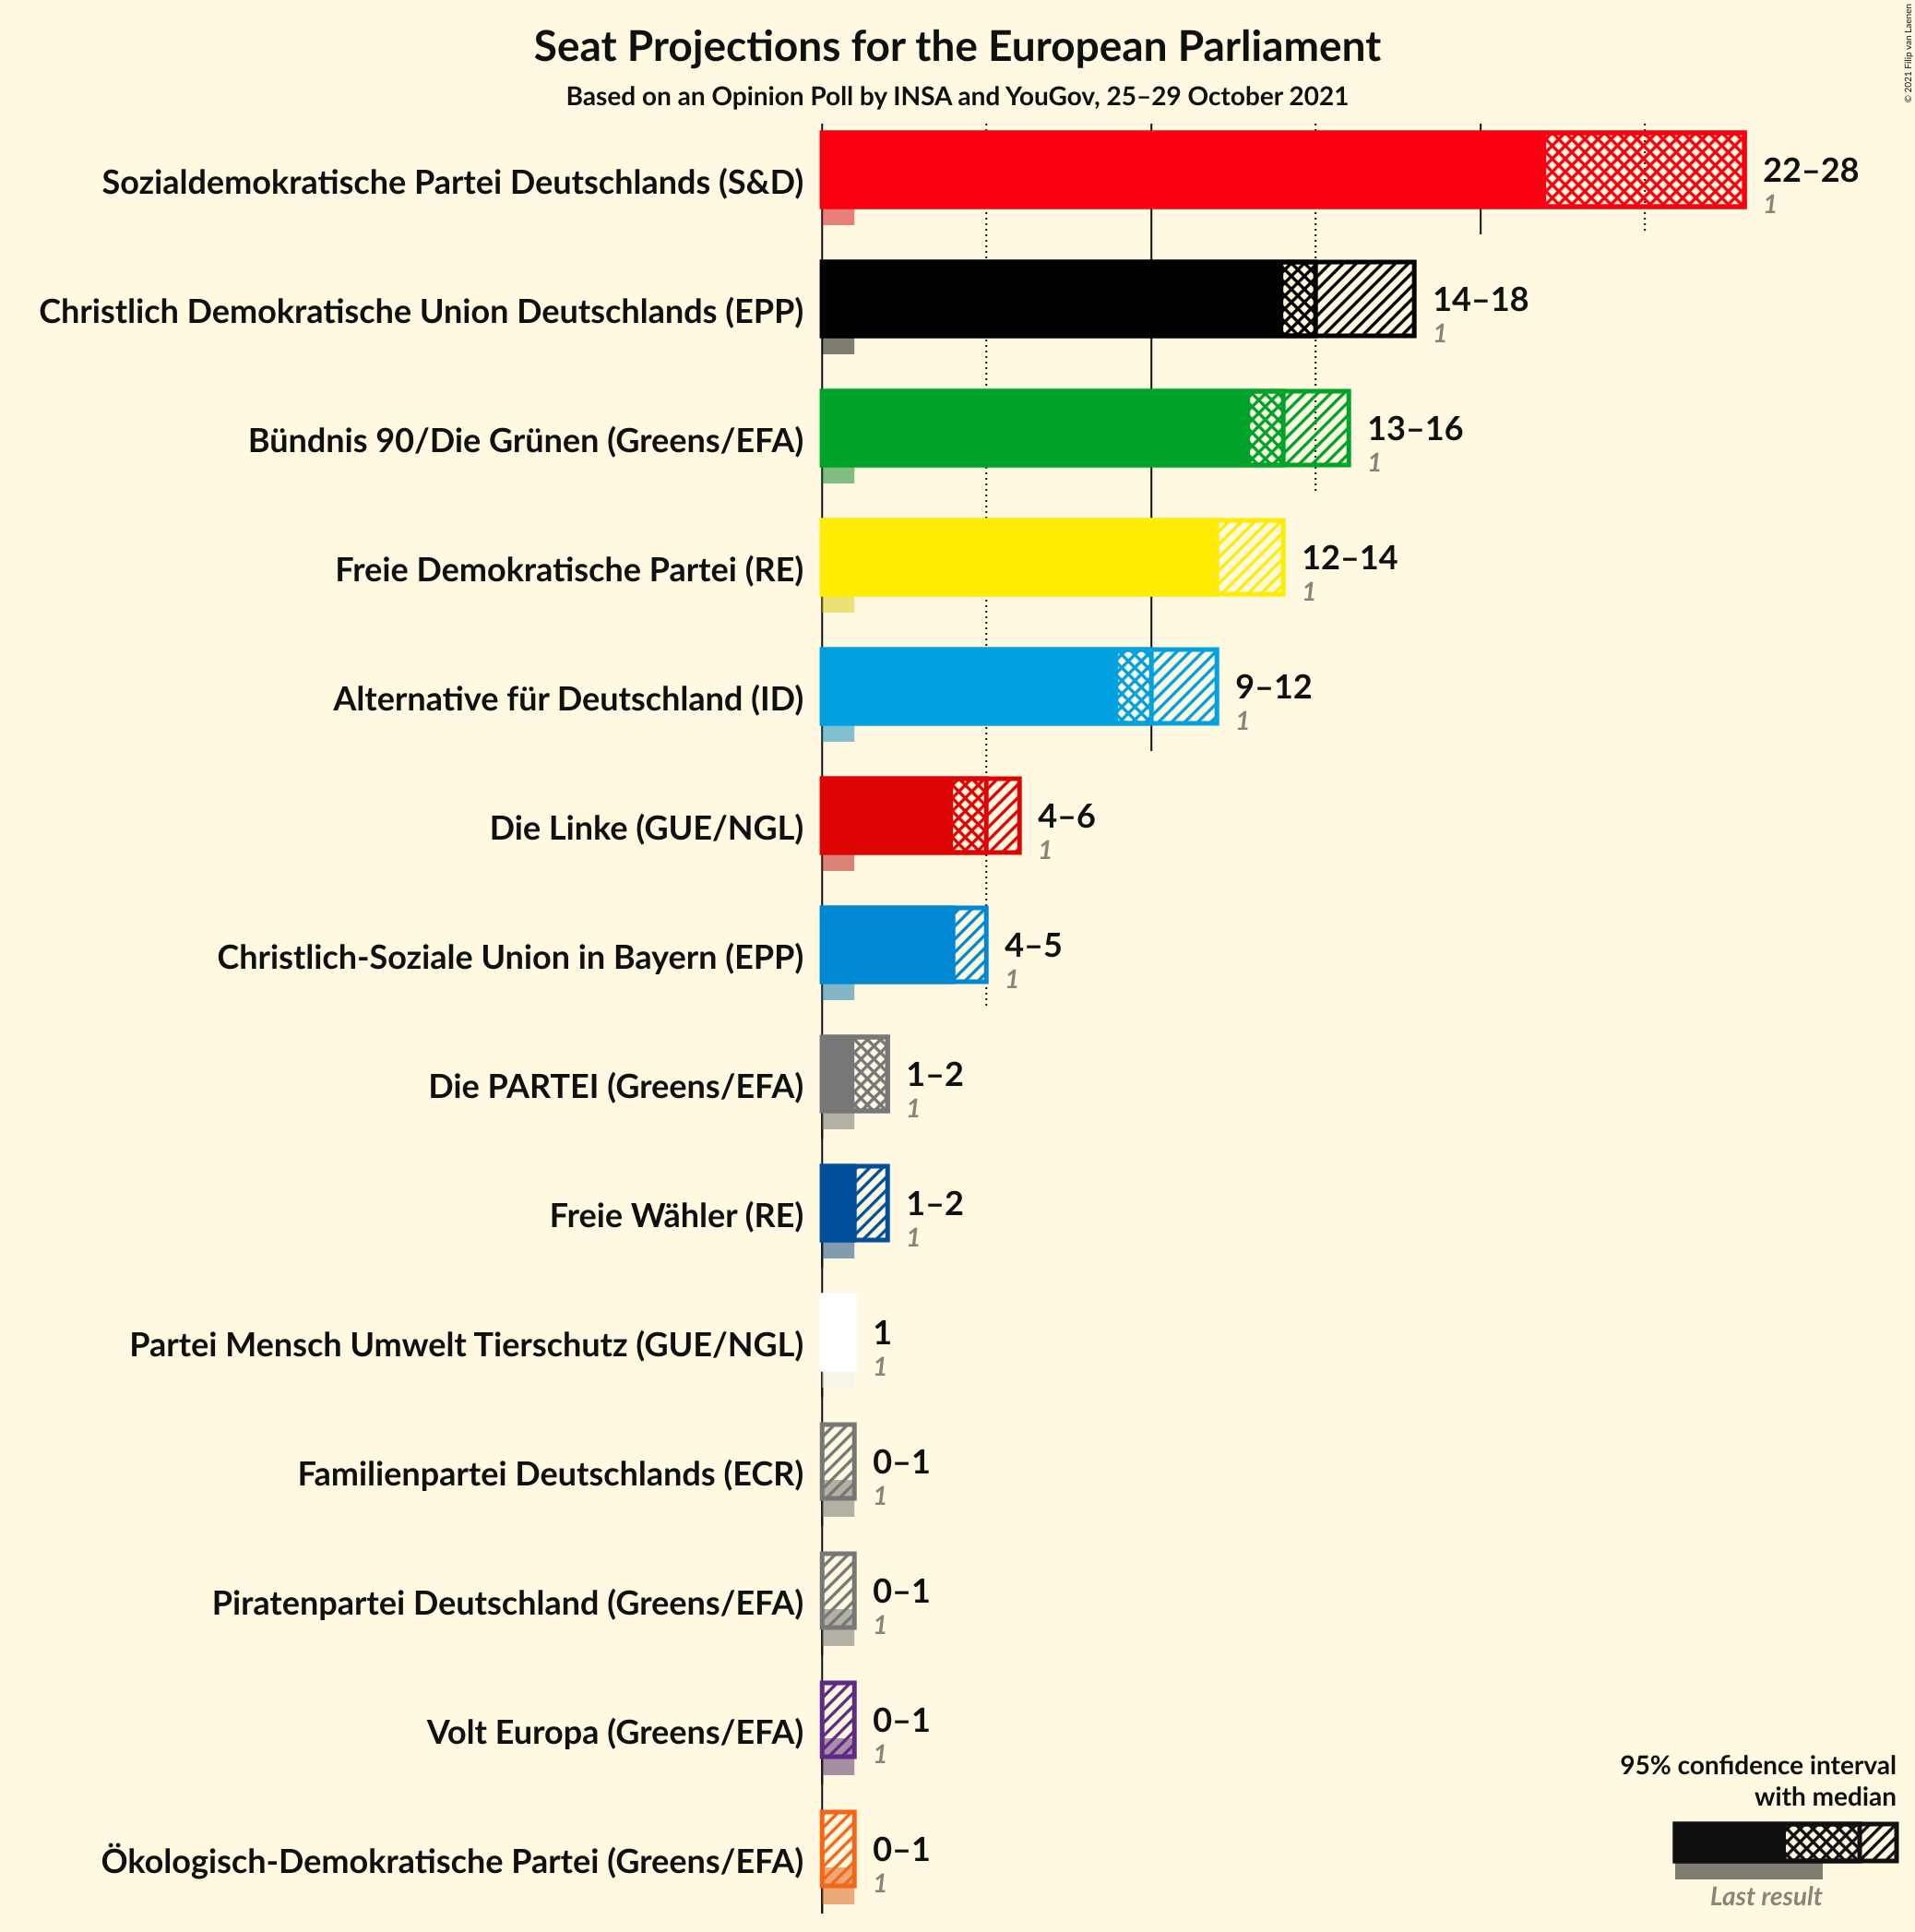 Seat Projections for the European Parliament
Based on an Opinion Poll by INSA and YouGov, 25–29 October 2021
© 2021 Filip van Laenen
Sozialdemokratische Partei Deutschlands (S&D)
22–28
1
Christlich Demokratische Union Deutschlands (EPP)
14–18
1
Bündnis 90/Die Grünen (Greens/EFA)
13–16
1
Freie Demokratische Partei (RE)
12–14
1
Alternative für Deutschland (ID)
9–12
1
Die Linke (GUE/NGL)
4–6
1
Christlich-Soziale Union in Bayern (EPP)
4–5
1
Die PARTEI (Greens/EFA)
1–2
1
Freie Wähler (RE)
1–2
1
Partei Mensch Umwelt Tierschutz (GUE/NGL)
1
1
Familienpartei Deutschlands (ECR)
0–1
1
Piratenpartei Deutschland (Greens/EFA)
0–1
1
Volt Europa (Greens/EFA)
0–1
1
Ökologisch-Demokratische Partei (Greens/EFA)
0–1
1
95% confidence interval
with median
Last result